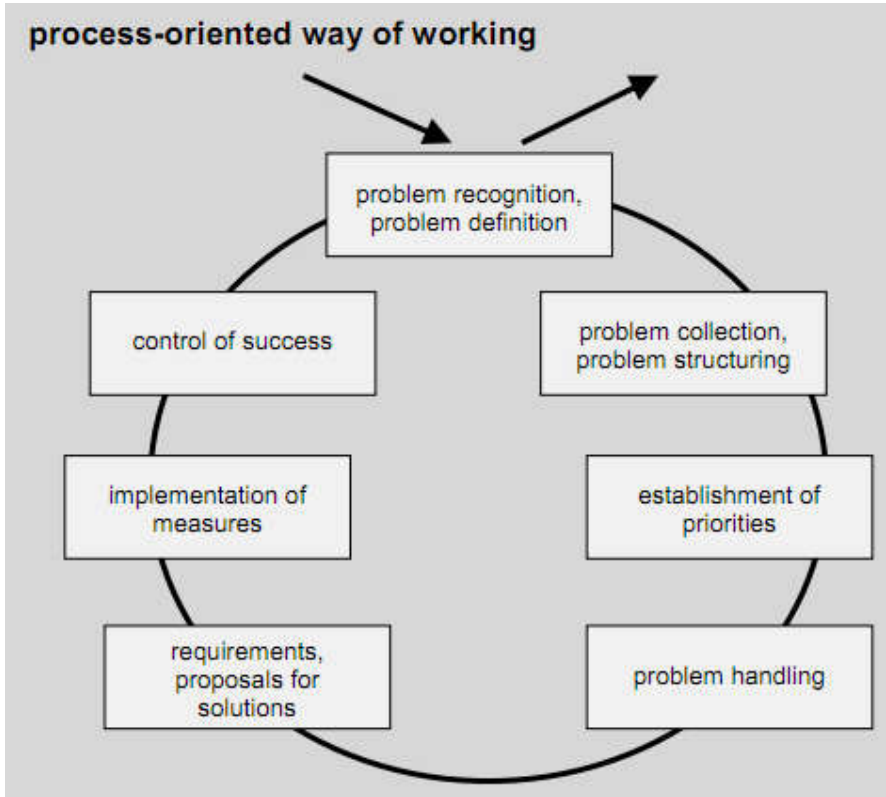 process-oriented way of working
problem recognition,
problem definition
control of success
problem collection,
problem structuring
implementation of
measures
establishment of
priorities
requirements,
proposals for
solutions
problem handling